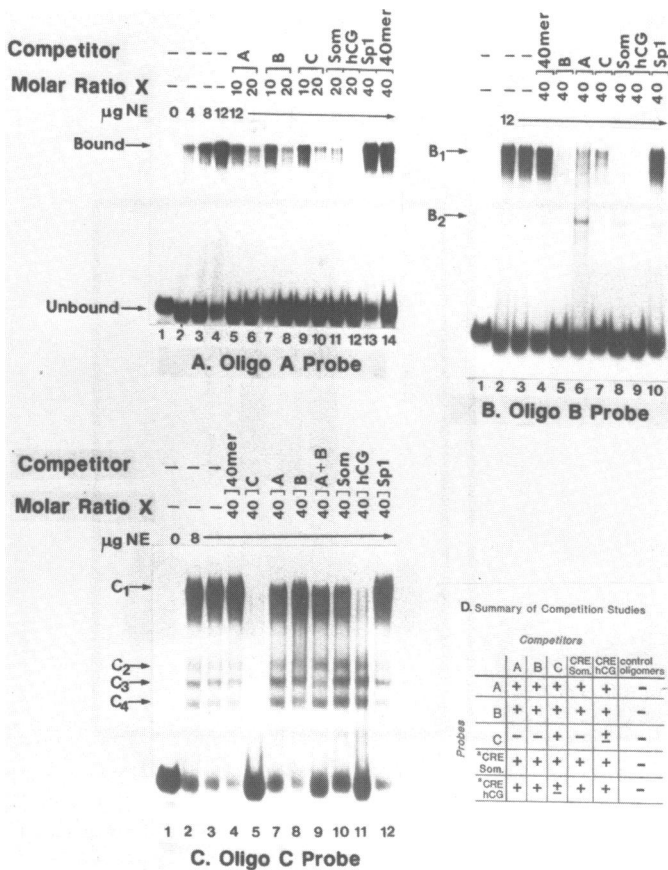 Competitor
- - - - A B C Som hCG Sp1 40mer
Molar Ratio X - - - - 10 20 10 20 10 20 20 20 40 40
µg NE 0 4 8 12 12
Bound
Unbound
1 2 3 4 5 6 7 8 9 10 11 12 13 14
A. Oligo A Probe
- - - 40mer B A C Som hCG Sp1
- - - 40 40 40 40 40 40 40
12
B1
B2
1 2 3 4 5 6 7 8 9 10
B. Oligo B Probe
Competitor - - - 40mer C A B A+B Som hCG Sp1
Molar Ratio X - - - 40] 40] 40] 40] 40] 40] 40] 40]
µg NE 0 8
C1
C2
C3
C4
1 2 3 4 5 7 8 9 10 11 12
C. Oligo C Probe
D. Summary of Competition Studies
Competitors
A B C CRE Som. CRE hCG control oligomers
Probes
A + + + + + -
B + + + + + -
C - - + - ± -
aCRE Som. + + + + + -
aCRE hCG + + ± + + -